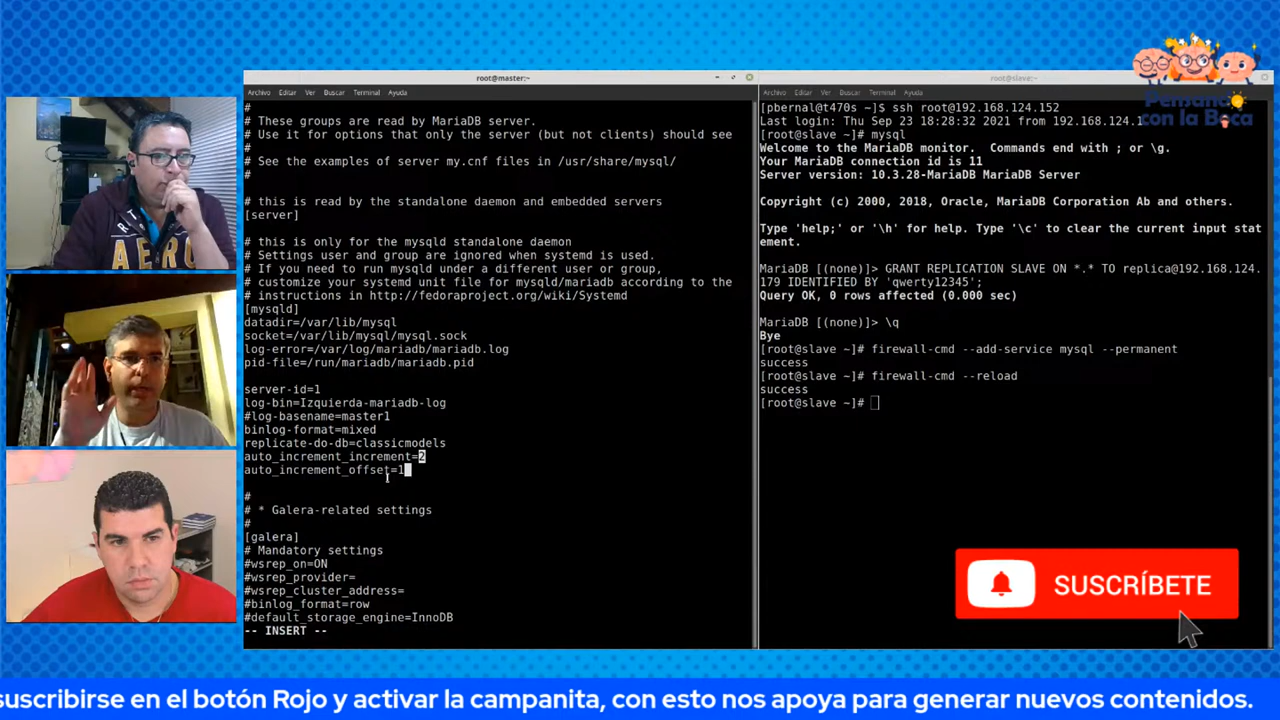 root@master:~
Archivo Editar Ver Buscar Terminal Ayuda
#
# These groups are read by MariaDB server.
# Use it for options that only the server (but not clients) should see
#
# See the examples of server my.cnf files in /usr/share/mysql/
#
# this is read by the standalone daemon and embedded servers
[server]
# this is only for the mysqld standalone daemon
# Settings user and group are ignored when systemd is used.
# If you need to run mysqld under a different user or group,
# customize your systemd unit file for mysqld/mariadb according to the
# instructions in http://fedoraproject.org/wiki/Systemd
[mysqld]
datadir=/var/lib/mysql
socket=/var/lib/mysql/mysql.sock
log-error=/var/log/mariadb/mariadb.log
pid-file=/run/mariadb/mariadb.pid
server-id=1
log-bin=Izquierda-mariadb-log
#log-basename=master1
binlog-format=mixed
replicate-do-db=classicmodels
auto_increment_increment=2
auto_increment_offset=1
#
# * Galera-related settings
#
[galera]
# Mandatory settings
#wsrep_on=ON
#wsrep_provider=
#wsrep_cluster_address=
#binlog_format=row
#default_storage_engine=InnoDB
-- INSERT --
root@slave:~
Archivo Editar Ver Buscar Terminal Ayuda
[pbernal@t470s ~]$ ssh root@192.168.124.152
Last login: Thu Sep 23 18:28:32 2021 from 192.168.124.1
[root@slave ~]# mysql
Welcome to the MariaDB monitor.  Commands end with ; or \g.
Your MariaDB connection id is 11
Server version: 10.3.28-MariaDB MariaDB Server
Copyright (c) 2000, 2018, Oracle, MariaDB Corporation Ab and others.
Type 'help;' or '\h' for help. Type '\c' to clear the current input stat
ement.
MariaDB [(none)]> GRANT REPLICATION SLAVE ON *.* TO replica@192.168.124.
179 IDENTIFIED BY 'qwerty12345';
Query OK, 0 rows affected (0.000 sec)
MariaDB [(none)]> \q
Bye
[root@slave ~]# firewall-cmd --add-service mysql --permanent
success
[root@slave ~]# firewall-cmd --reload
success
[root@slave ~]#
Pensando
con la Boca
AERO
SUSCRÍBETE
suscribirse en el botón Rojo y activar la campanita, con esto nos apoya para generar nuevos contenidos.